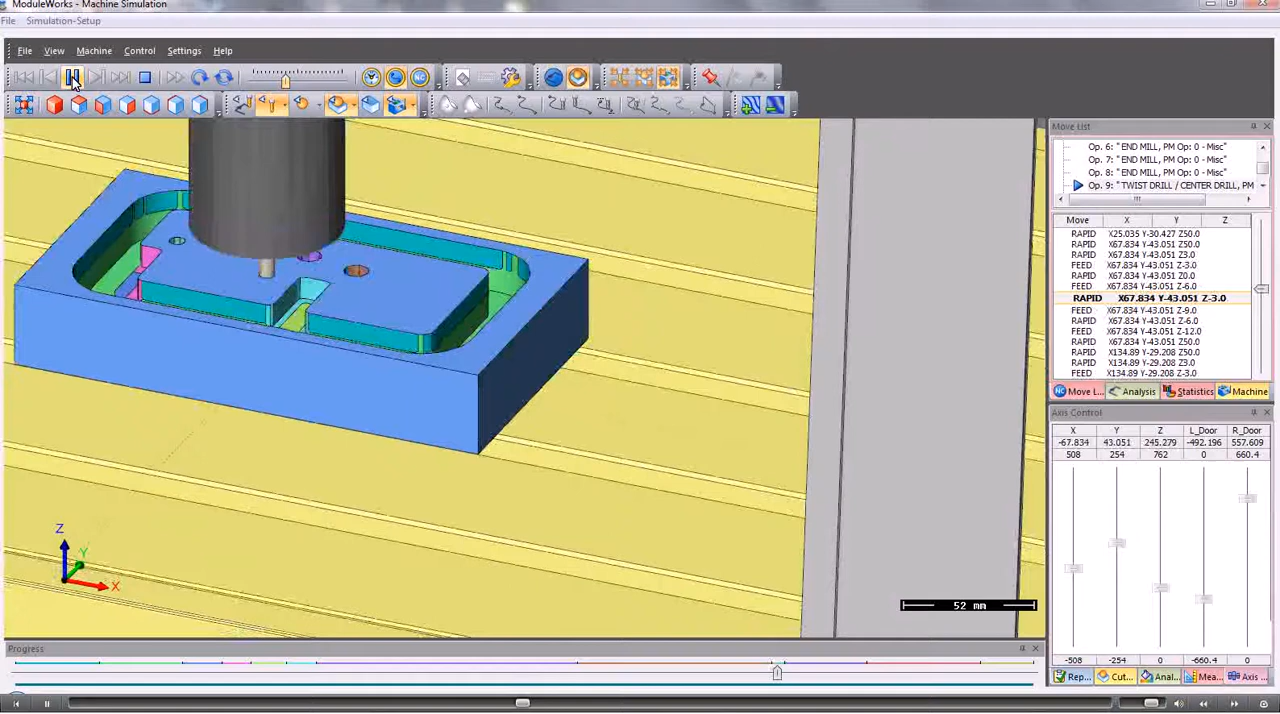 ModuleWorks - Machine Simulation
File Simulation-Setup
File View Machine Control Settings Help
NC
Move List
Op. 6: " END MILL, PM Op: 0 - Misc"
Op. 7: " END MILL, PM Op: 0 - Misc"
Op. 8: " END MILL, PM Op: 0 - Misc"
Op. 9: " TWIST DRILL / CENTER DRILL, PM
Move X Y Z
RAPID X25.035 Y-30.427 Z50.0
RAPID X67.834 Y-43.051 Z50.0
RAPID X67.834 Y-43.051 Z3.0
FEED X67.834 Y-43.051 Z-3.0
RAPID X67.834 Y-43.051 Z0.0
FEED X67.834 Y-43.051 Z-6.0
RAPID X67.834 Y-43.051 Z-3.0
FEED X67.834 Y-43.051 Z-9.0
RAPID X67.834 Y-43.051 Z-6.0
FEED X67.834 Y-43.051 Z-12.0
RAPID X67.834 Y-43.051 Z50.0
RAPID X134.89 Y-29.208 Z50.0
RAPID X134.89 Y-29.208 Z3.0
FEED X134.89 Y-29.208 Z-3.0
NC Move L... Analysis Statistics Machine
Axis Control
X Y Z L_Door R_Door
-67.834 43.051 245.279 -492.196 557.609
508 254 762 0 660.4
-508 -254 0 -660.4 0
Rep... Cut... Anal... Mea... Axis ...
Z
Y
X
52 mm
Progress